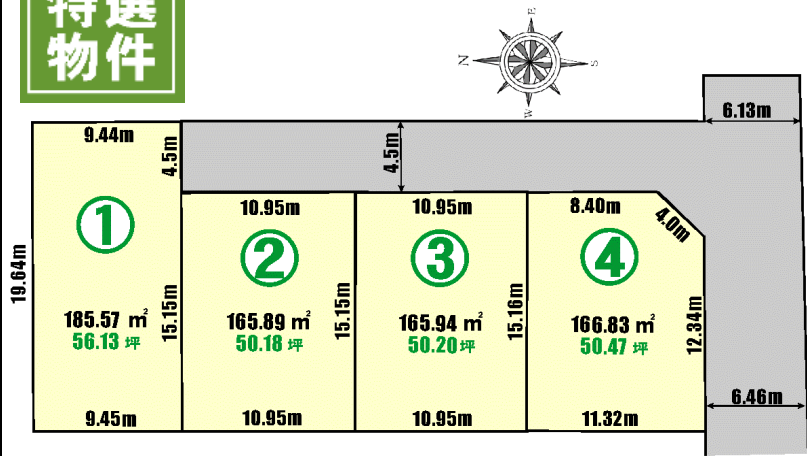 特選
物件
E
N
S
W
6.13m
9.44m
4.5m
4.5m
10.95m
10.95m
8.40m
4.0m
①
②
③
④
19.64m
15.15m
15.15m
15.16m
12.34m
185.57 ㎡
56.13 坪
165.89 ㎡
50.18 坪
165.94 ㎡
50.20 坪
166.83 ㎡
50.47 坪
6.46m
9.45m
10.95m
10.95m
11.32m